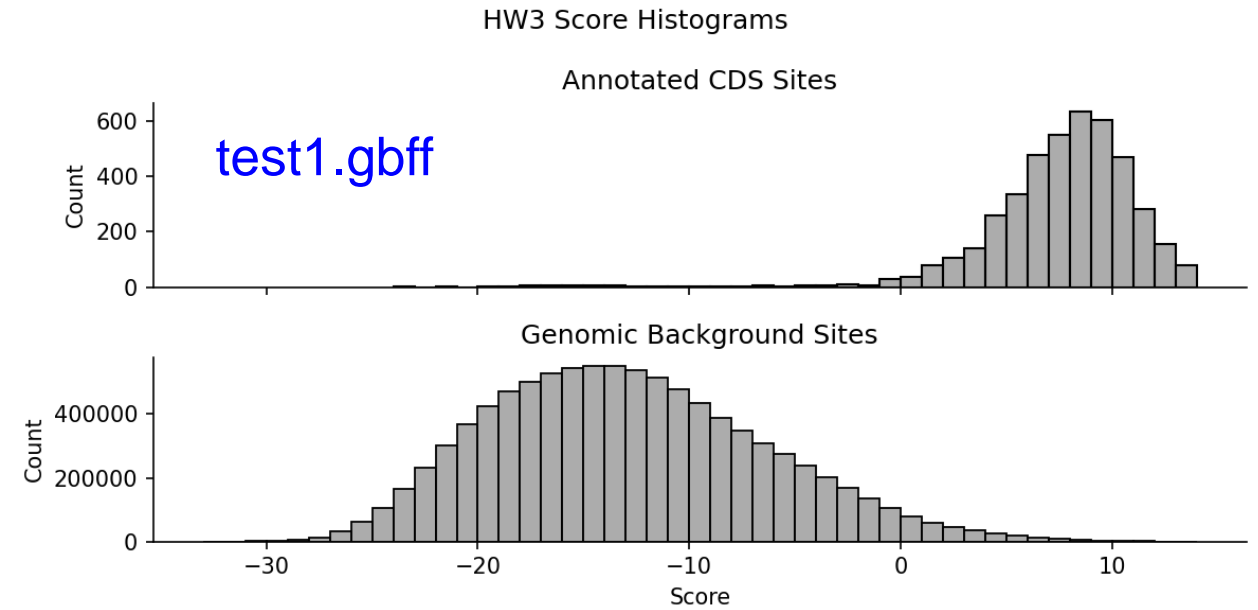 HW3 Score Histograms
Annotated CDS Sites
600
400
200
0
Count
test1.gbff
Genomic Background Sites
400000
200000
0
Count
−30
−20
−10
0
10
Score